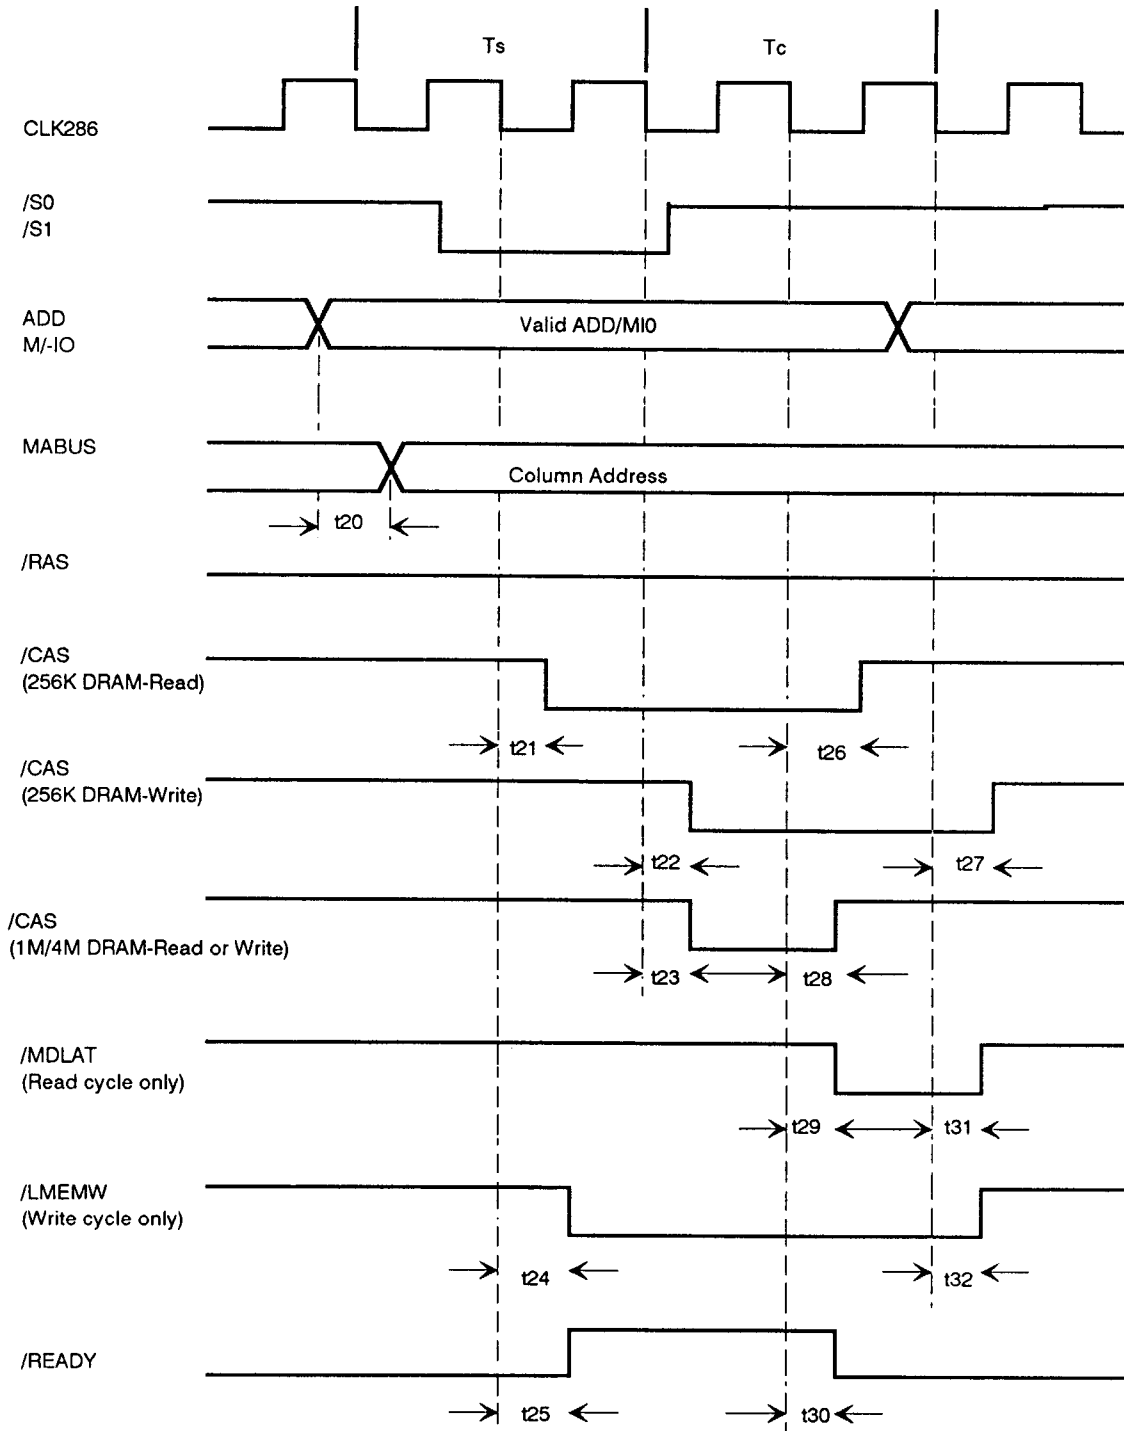 Ts Tc
CLK286
/S0
/S1
ADD
M/-IO
Valid ADD/MI0
MABUS
Column Address
t20
/RAS
/CAS
(256K DRAM-Read)
t21 t26
/CAS
(256K DRAM-Write)
t22 t27
/CAS
(1M/4M DRAM-Read or Write)
t23 t28
/MDLAT
(Read cycle only)
t29 t31
/LMEMW
(Write cycle only)
t24 t32
/READY
t25 t30